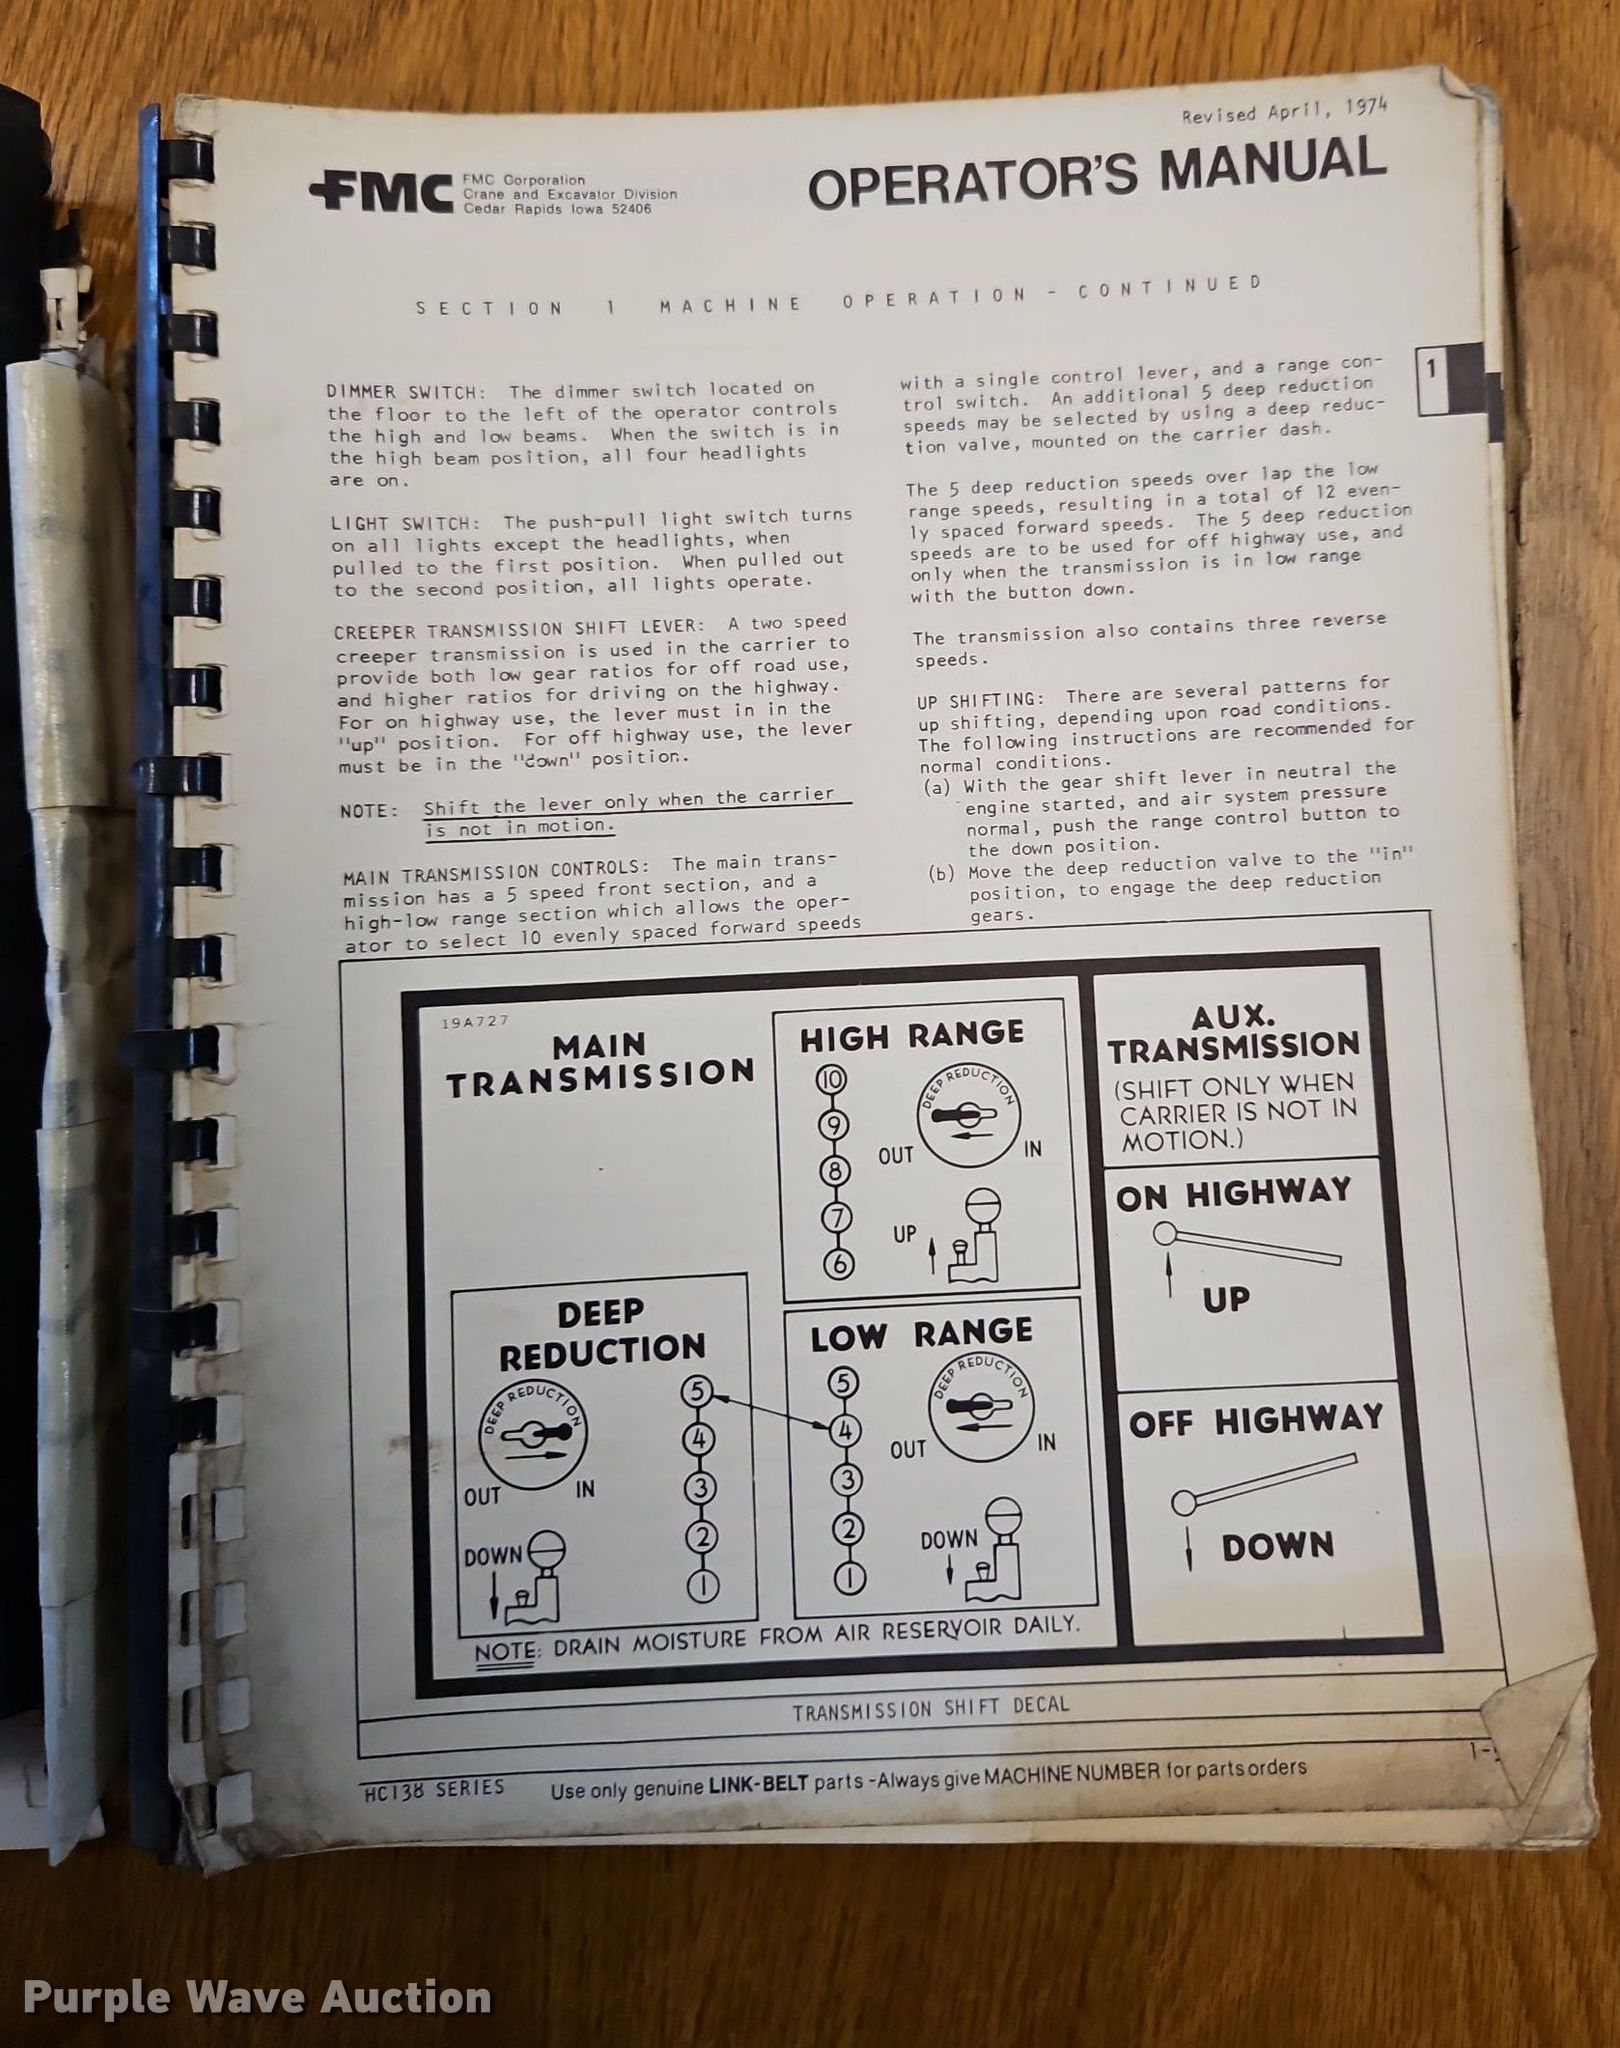 Revised April, 1974
FMC
FMC Corporation
Crane and Excavator Division
Cedar Rapids Iowa 52406
OPERATOR'S MANUAL
SECTION 1 MACHINE OPERATION - CONTINUED
DIMMER SWITCH: The dimmer switch located on
the floor to the left of the operator controls
the high and low beams. When the switch is in
the high beam position, all four headlights
are on.
LIGHT SWITCH: The push-pull light switch turns
on all lights except the headlights, when
pulled to the first position. When pulled out
to the second position, all lights operate.
CREEPER TRANSMISSION SHIFT LEVER: A two speed
creeper transmission is used in the carrier to
provide both low gear ratios for off road use,
and higher ratios for driving on the highway.
For on highway use, the lever must in in the
"up" position. For off highway use, the lever
must be in the "down" position.
NOTE: Shift the lever only when the carrier
is not in motion.
MAIN TRANSMISSION CONTROLS: The main trans-
mission has a 5 speed front section, and a
high-low range section which allows the oper-
ator to select 10 evenly spaced forward speeds
with a single control lever, and a range con-
trol switch. An additional 5 deep reduction
speeds may be selected by using a deep reduc-
tion valve, mounted on the carrier dash.
The 5 deep reduction speeds over lap the low
range speeds, resulting in a total of 12 even-
ly spaced forward speeds. The 5 deep reduction
speeds are to be used for off highway use, and
only when the transmission is in low range
with the button down.
The transmission also contains three reverse
speeds.
UP SHIFTING: There are several patterns for
up shifting, depending upon road conditions.
The following instructions are recommended for
normal conditions.
(a) With the gear shift lever in neutral the
engine started, and air system pressure
normal, push the range control button to
the down position.
(b) Move the deep reduction valve to the "in"
position, to engage the deep reduction
gears.
1
19A727
MAIN
TRANSMISSION
HIGH RANGE
10
9
8
7
6
DEEP REDUCTION
OUT
IN
UP
DEEP
REDUCTION
DEEP REDUCTION
OUT
IN
DOWN
5
4
3
2
1
LOW RANGE
5
4
3
2
1
DEEP REDUCTION
OUT
IN
DOWN
NOTE: DRAIN MOISTURE FROM AIR RESERVOIR DAILY.
AUX.
TRANSMISSION
(SHIFT ONLY WHEN
CARRIER IS NOT IN
MOTION.)
ON HIGHWAY
UP
OFF HIGHWAY
DOWN
TRANSMISSION SHIFT DECAL
HC138 SERIES
Use only genuine LINK-BELT parts - Always give MACHINE NUMBER for parts orders
Purple Wave Auction